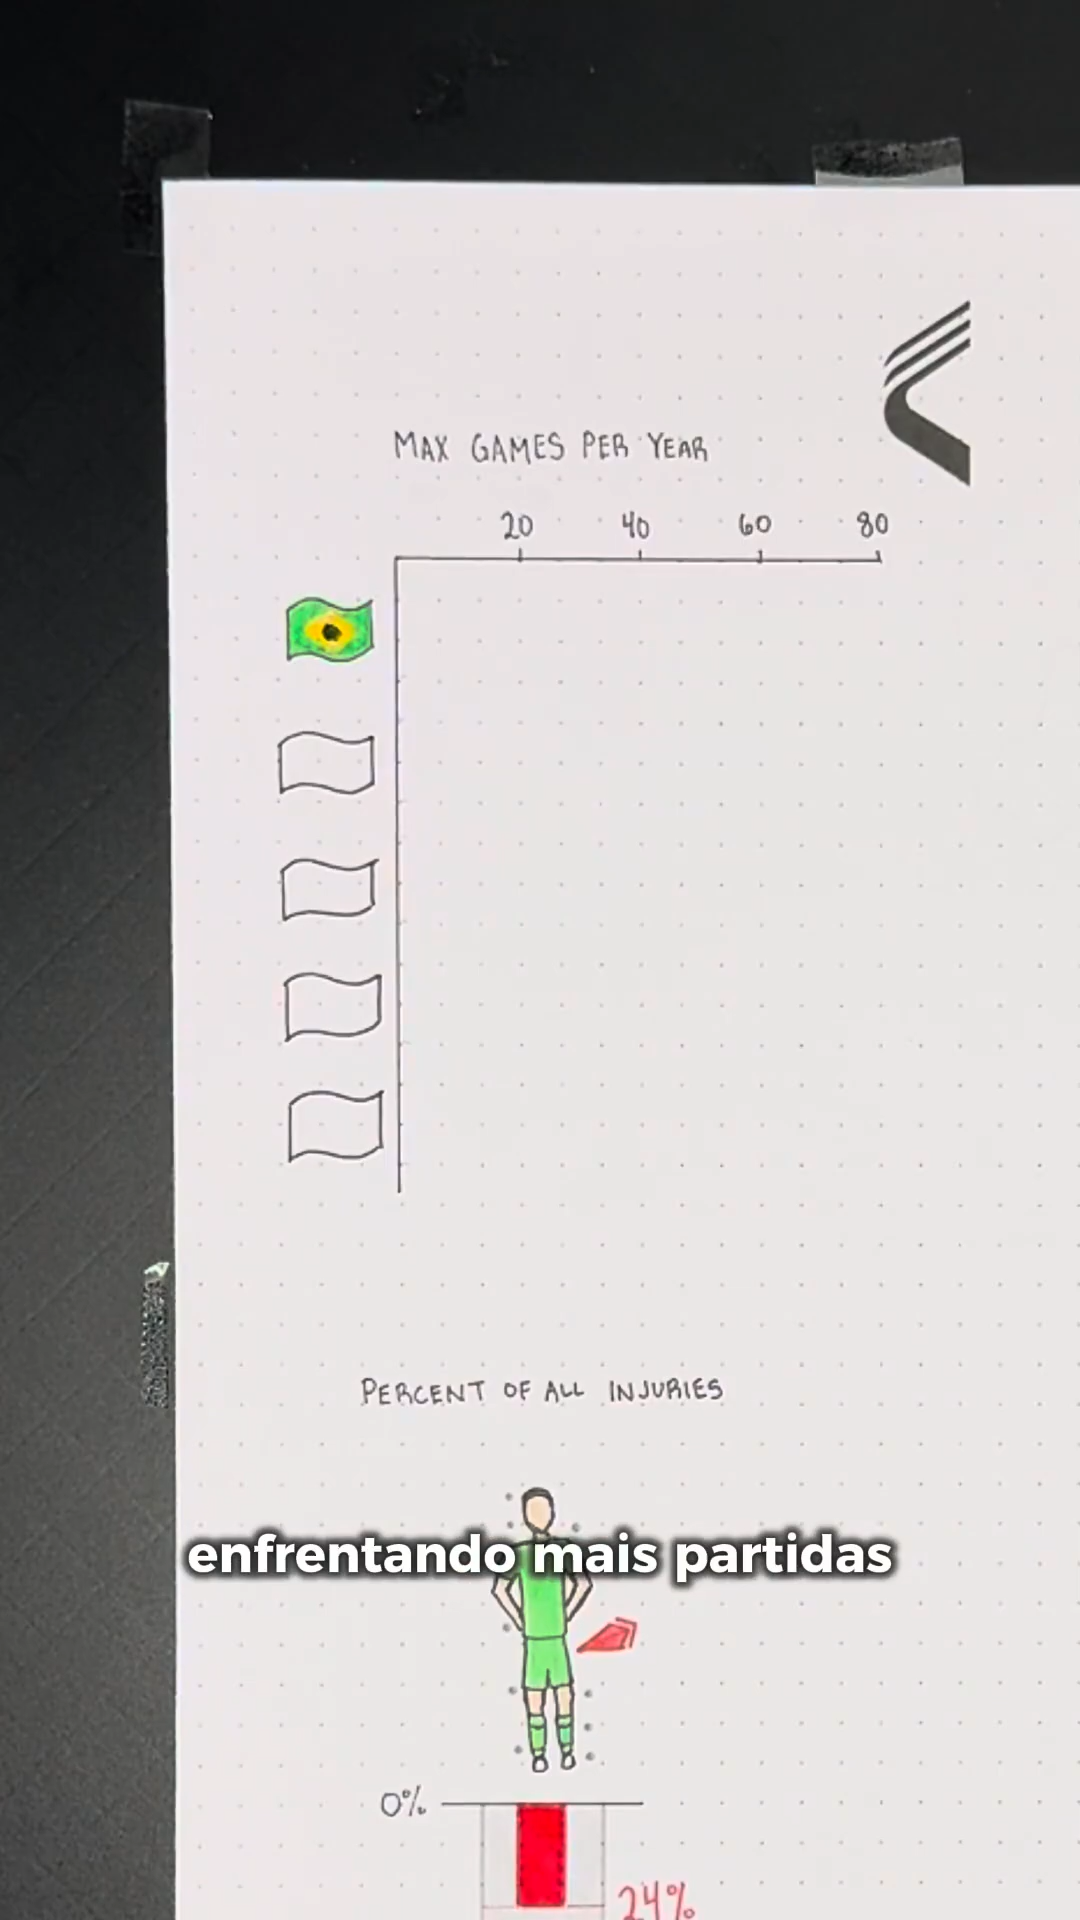 MAX GAMES PER YEAR
20 40 60 80
PERCENT OF ALL INJURIES
enfrentando mais partidas
0%
24%